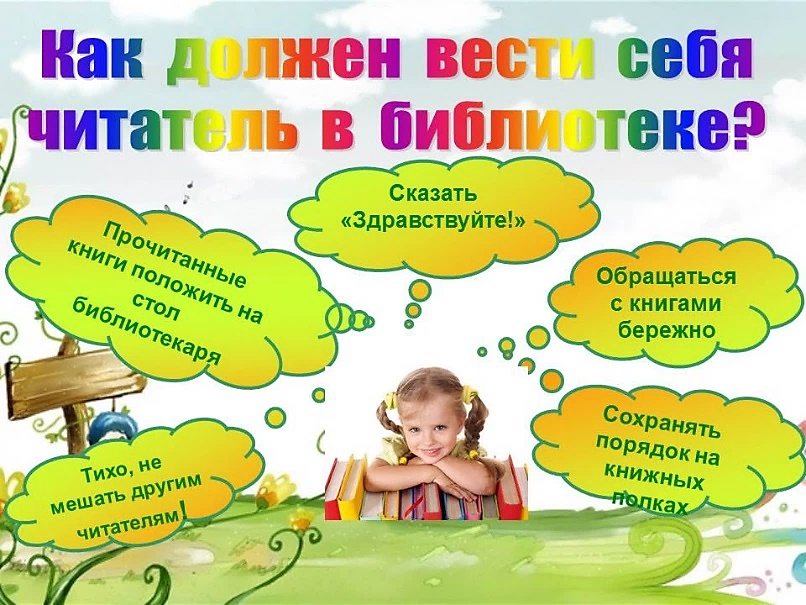 Как должен вести себя
читатель в библиотеке?
Сказать
«Здравствуйте!»
Прочитанные
книги положить на
стол
библиотекаря
Обращаться
с книгами
бережно
Сохранять
порядок на
книжных
полках
Тихо, не
мешать другим
читателям!